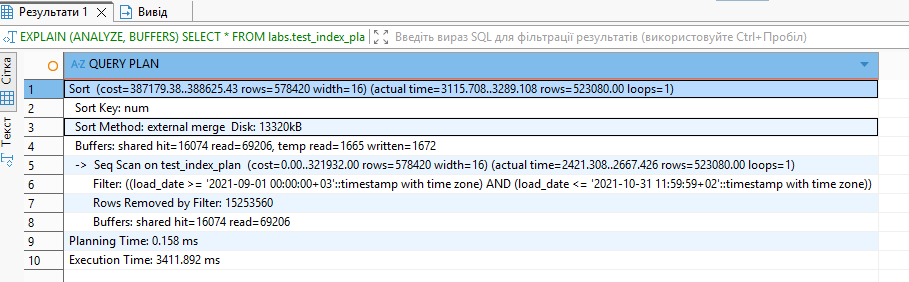 Результати 1
Вивід
EXPLAIN (ANALYZE, BUFFERS) SELECT * FROM labs.test_index_pla
Введіть вираз SQL для фільтрації результатів (використовуйте Ctrl+Пробіл)
Сітка
Текст
A-Z QUERY PLAN
1 Sort (cost=387179.38..388625.43 rows=578420 width=16) (actual time=3115.708..3289.108 rows=523080.00 loops=1)
2 Sort Key: num
3 Sort Method: external merge Disk: 13320kB
4 Buffers: shared hit=16074 read=69206, temp read=1665 written=1672
5 -> Seq Scan on test_index_plan (cost=0.00..321932.00 rows=578420 width=16) (actual time=2421.308..2667.426 rows=523080.00 loops=1)
6 Filter: ((load_date >= '2021-09-01 00:00:00+03'::timestamp with time zone) AND (load_date <= '2021-10-31 11:59:59+02'::timestamp with time zone))
7 Rows Removed by Filter: 15253560
8 Buffers: shared hit=16074 read=69206
9 Planning Time: 0.158 ms
10 Execution Time: 3411.892 ms